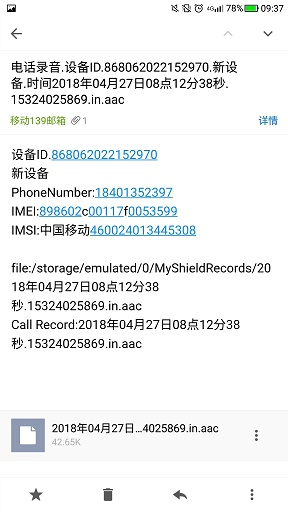 4G 78% 09:37
电话录音.设备ID.868062022152970.新设
备.时间2018年04月27日08点12分38秒.
15324025869.in.aac
移动139邮箱 1 详情
设备ID.868062022152970
新设备
PhoneNumber:18401352397
IMEI:898602c00117f0053599
IMSI:中国移动460024013445308
file:/storage/emulated/0/MyShieldRecords/20
18年04月27日08点12分38
秒.15324025869.in.aac
Call Record:2018年04月27日08点12分38
秒.15324025869.in.aac
2018年04月27日…4025869.in.aac
42.65K